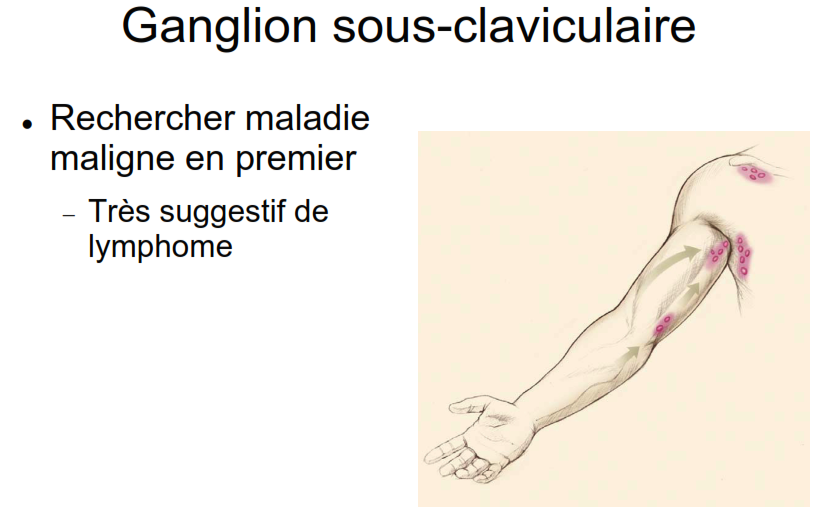 Ganglion sous-claviculaire
• Rechercher maladie
maligne en premier
– Très suggestif de
lymphome